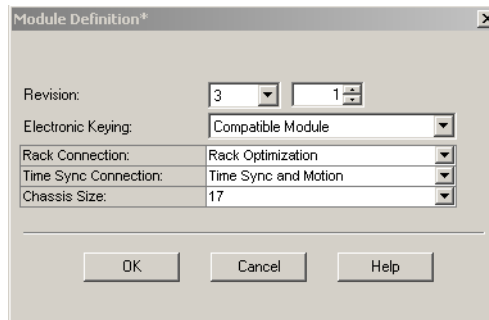 Module Definition*
Revision: 3 1
Electronic Keying: Compatible Module
Rack Connection: Rack Optimization
Time Sync Connection: Time Sync and Motion
Chassis Size: 17
OK Cancel Help